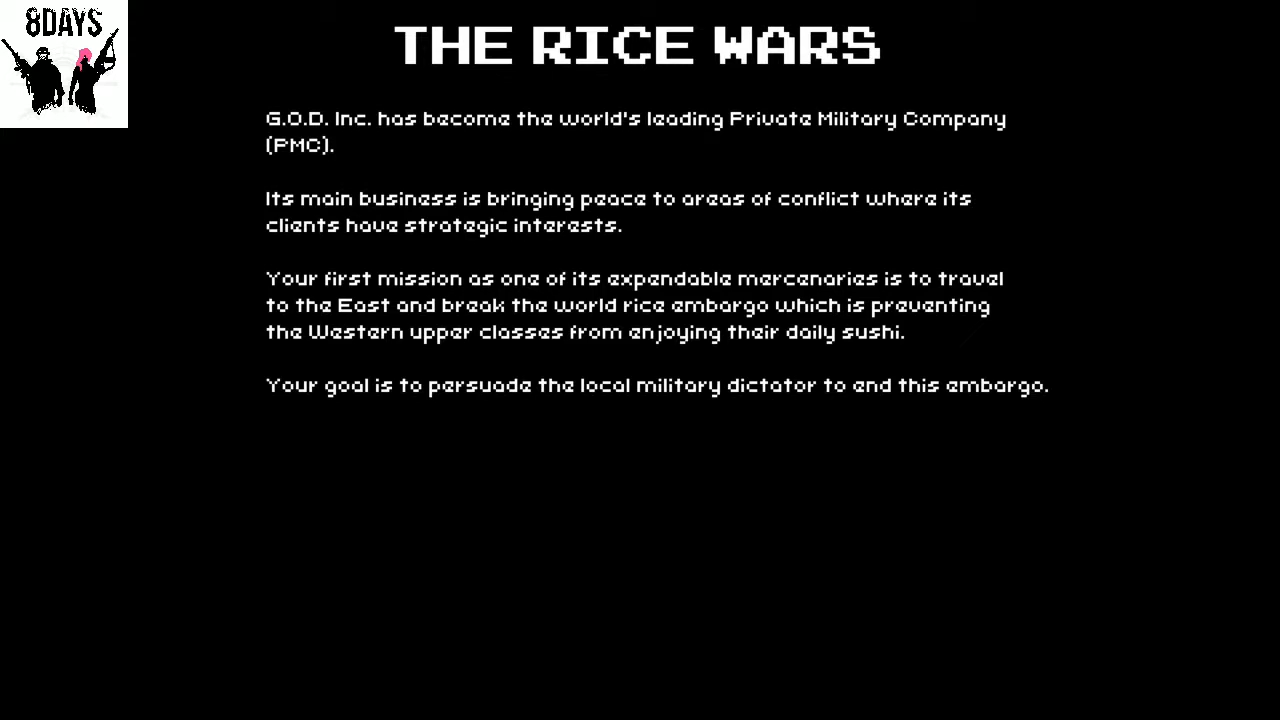 8DAYS
THE RICE WARS
G.O.D. Inc. has become the world's leading Private Military Company
(PMC).
Its main business is bringing peace to areas of conflict where its
clients have strategic interests.
Your first mission as one of its expendable mercenaries is to travel
to the East and break the world rice embargo which is preventing
the Western upper classes from enjoying their daily sushi.
Your goal is to persuade the local military dictator to end this embargo.